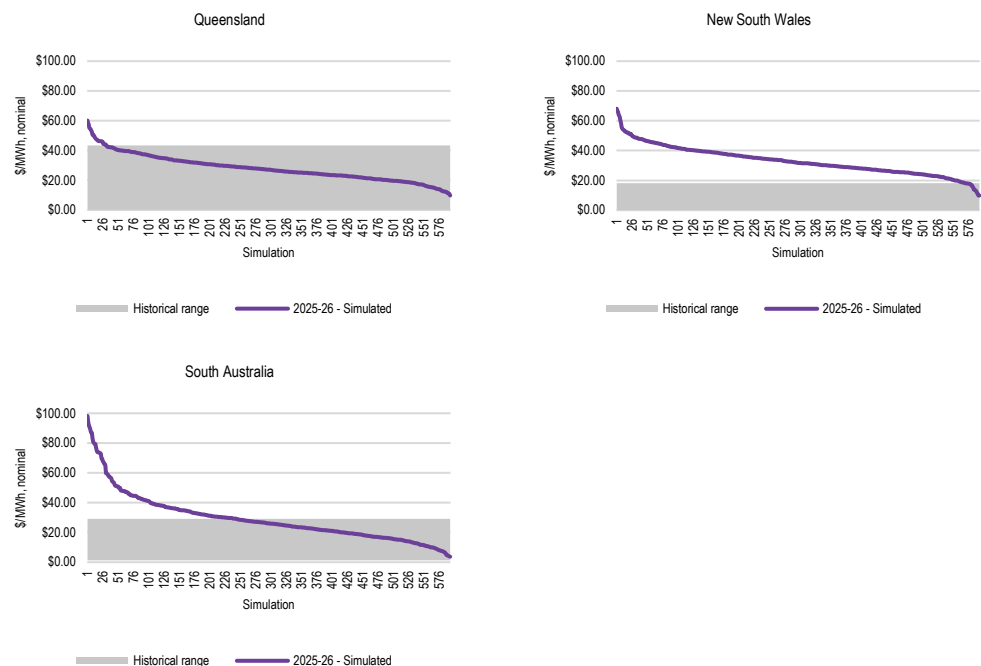 Queensland
$/MWh, nominal
$100.00
$80.00
$60.00
$40.00
$20.00
$0.00
1 26 51 76 101 126 151 176 201 226 251 276 301 326 351 376 401 426 451 476 501 526 551 576
Simulation
Historical range 2025-26 - Simulated
New South Wales
$/MWh, nominal
$100.00
$80.00
$60.00
$40.00
$20.00
$0.00
1 26 51 76 101 126 151 176 201 226 251 276 301 326 351 376 401 426 451 476 501 526 551 576
Simulation
Historical range 2025-26 - Simulated
South Australia
$/MWh, nominal
$100.00
$80.00
$60.00
$40.00
$20.00
$0.00
1 26 51 76 101 126 151 176 201 226 251 276 301 326 351 376 401 426 451 476 501 526 551 576
Simulation
Historical range 2025-26 - Simulated